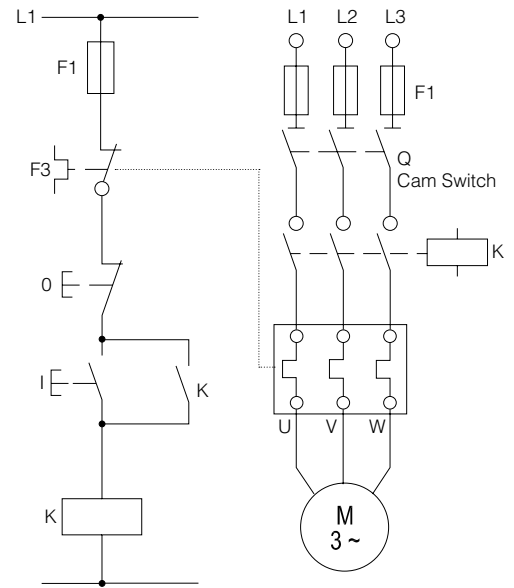 L1
F1
F3
0
I
K
K
L1 L2 L3
F1
Q
Cam Switch
K
U V W
M
3 ~